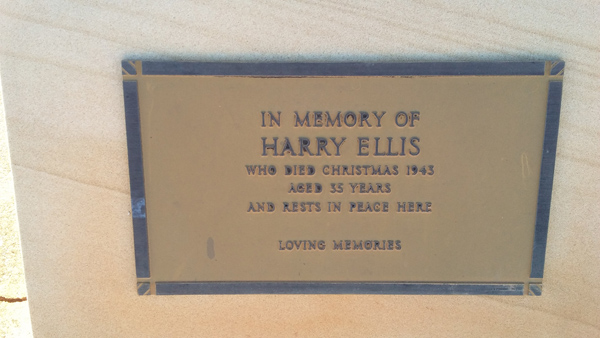 IN MEMORY OF
HARRY ELLIS
WHO DIED CHRISTMAS 1943
AGED 35 YEARS
AND RESTS IN PEACE HERE
LOVING MEMORIES